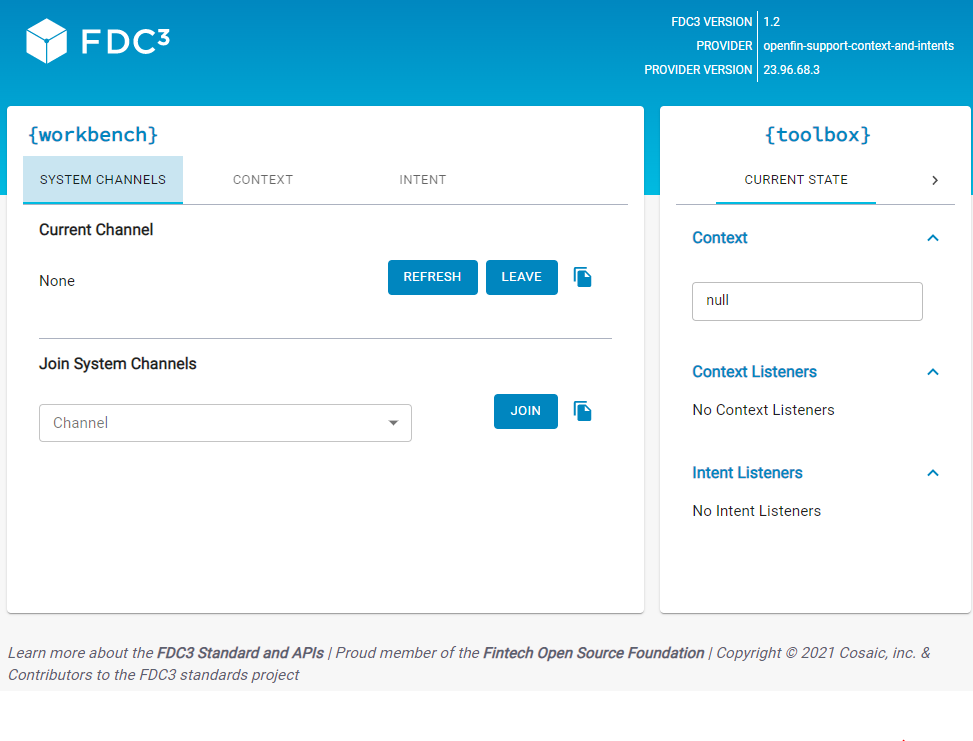 FDC3
FDC3 VERSION 1.2
PROVIDER openfin-support-context-and-intents
PROVIDER VERSION 23.96.68.3
{workbench}
SYSTEM CHANNELS CONTEXT INTENT
Current Channel
None REFRESH LEAVE
Join System Channels
Channel JOIN
{toolbox}
CURRENT STATE
Context
null
Context Listeners
No Context Listeners
Intent Listeners
No Intent Listeners
Learn more about the FDC3 Standard and APIs | Proud member of the Fintech Open Source Foundation | Copyright © 2021 Cosaic, inc. &
Contributors to the FDC3 standards project